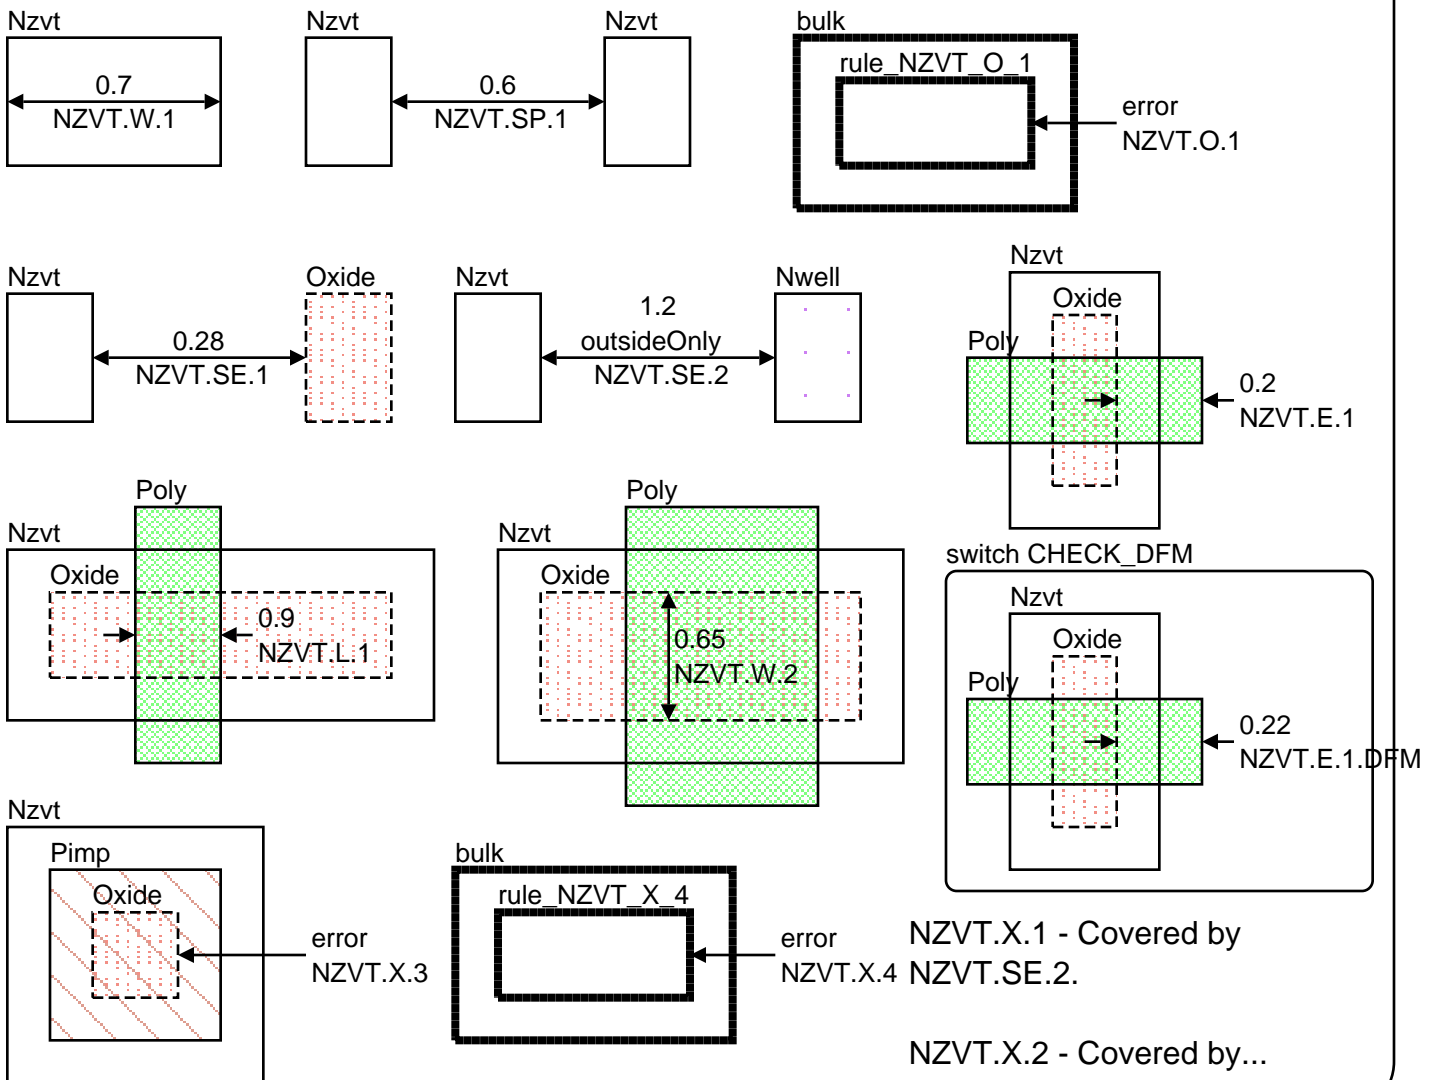 Nzvt
Nzvt
Nzvt
bulk
0.7
NZVT.W.1
0.6
NZVT.SP.1
rule_NZVT_O_1
error
NZVT.O.1
Nzvt
Oxide
Nzvt
Nwell
0.28
NZVT.SE.1
1.2
outsideOnly
NZVT.SE.2
Nzvt
Oxide
Poly
0.2
NZVT.E.1
Poly
Nzvt
Oxide
0.9
NZVT.L.1
Poly
Nzvt
Oxide
0.65
NZVT.W.2
switch CHECK_DFM
Nzvt
Oxide
Poly
0.22
NZVT.E.1.DFM
Nzvt
Pimp
Oxide
error
NZVT.X.3
bulk
rule_NZVT_X_4
error
NZVT.X.4
NZVT.X.1 - Covered by
NZVT.SE.2.
NZVT.X.2 - Covered by...